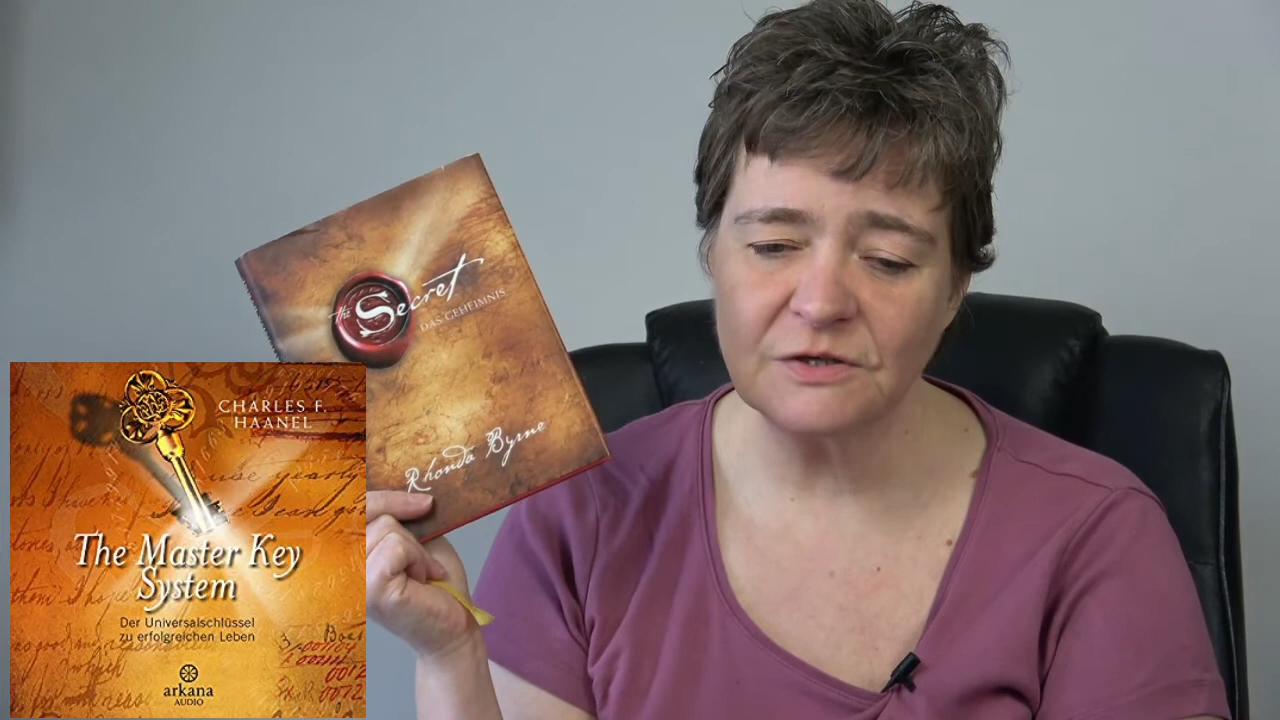 the Secret
DAS GEHEIMNIS
Rhonda Byrne
CHARLES F.
HAANEL
The Master Key
System
Der Universalschlüssel
zu erfolgreichen Leben
arkana
AUDIO